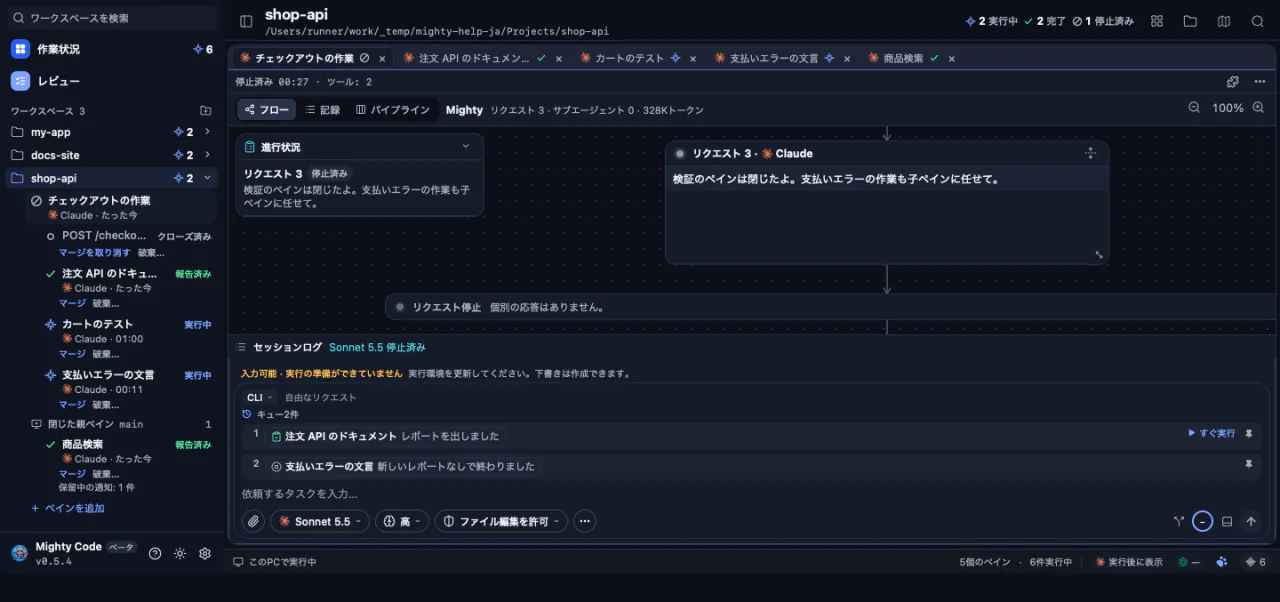 ワークスペースを検索
作業状況 6
レビュー
ワークスペース 3
my-app 2
docs-site 2
shop-api 2
チェックアウトの作業
Claude · たった今
POST /checko... クローズ済み
マージを取り消す 破棄...
注文 API のドキュ... 報告済み
Claude · たった今
マージ 破棄...
カートのテスト 実行中
Claude · 01:00
マージ 破棄...
支払いエラーの文言 実行中
Claude · 00:11
マージ 破棄...
閉じた親ペイン main 1
商品検索 報告済み
Claude · たった今
マージ 破棄...
保留中の通知: 1 件
+ ペインを追加
Mighty Code ベータ
v0.5.4
shop-api
/Users/runner/work/_temp/mighty-help-ja/Projects/shop-api
2 実行中 2 完了 1 停止済み
チェックアウトの作業 × 注文 API のドキュメン... × カートのテスト × 支払いエラーの文言 × 商品検索 ×
停止済み 00:27 · ツール: 2
フロー 記録 パイプライン Mighty リクエスト 3 · サブエージェント 0 · 328Kトークン 100%
進行状況
リクエスト 3 停止済み
検証のペインは閉じたよ。支払いエラーの作業も子ペインに任せて。
リクエスト 3 · Claude
検証のペインは閉じたよ。支払いエラーの作業も子ペインに任せて。
リクエスト停止 個別の応答はありません。
セッションログ Sonnet 5.5 停止済み
入力可能 · 実行の準備ができていません 実行環境を更新してください。下書きは作成できます。
CLI 自由なリクエスト
キュー2件
1 注文 API のドキュメント レポートを出しました すぐ実行
2 支払いエラーの文言 新しいレポートなしで終わりました
依頼するタスクを入力...
Sonnet 5.5 高 ファイル編集を許可
このPCで実行中 5個のペイン · 6件実行中 実行後に表示 — 6